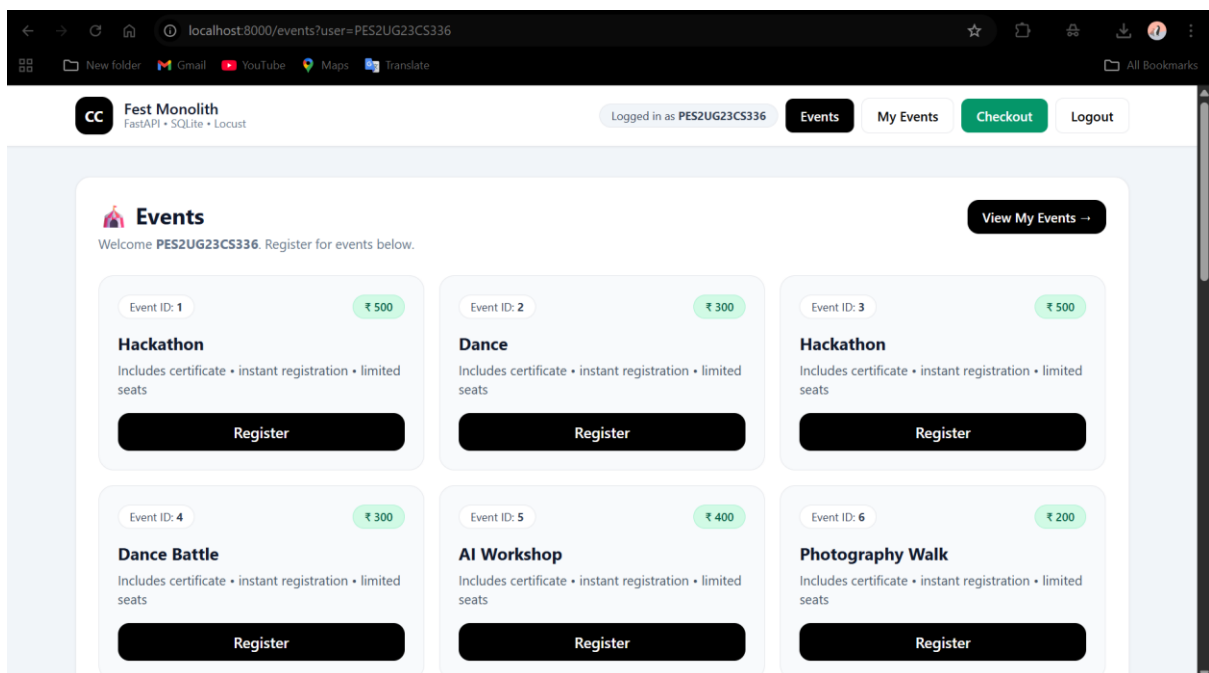 localhost:8000/events?user=PES2UG23CS336
New folder Gmail YouTube Maps Translate All Bookmarks
CC
Fest Monolith
FastAPI • SQLite • Locust
Logged in as PES2UG23CS336 Events My Events Checkout Logout
Events
View My Events →
Welcome PES2UG23CS336. Register for events below.
Event ID: 1 ₹ 500
Hackathon
Includes certificate • instant registration • limited
seats
Register
Event ID: 2 ₹ 300
Dance
Includes certificate • instant registration • limited
seats
Register
Event ID: 3 ₹ 500
Hackathon
Includes certificate • instant registration • limited
seats
Register
Event ID: 4 ₹ 300
Dance Battle
Includes certificate • instant registration • limited
seats
Register
Event ID: 5 ₹ 400
AI Workshop
Includes certificate • instant registration • limited
seats
Register
Event ID: 6 ₹ 200
Photography Walk
Includes certificate • instant registration • limited
seats
Register